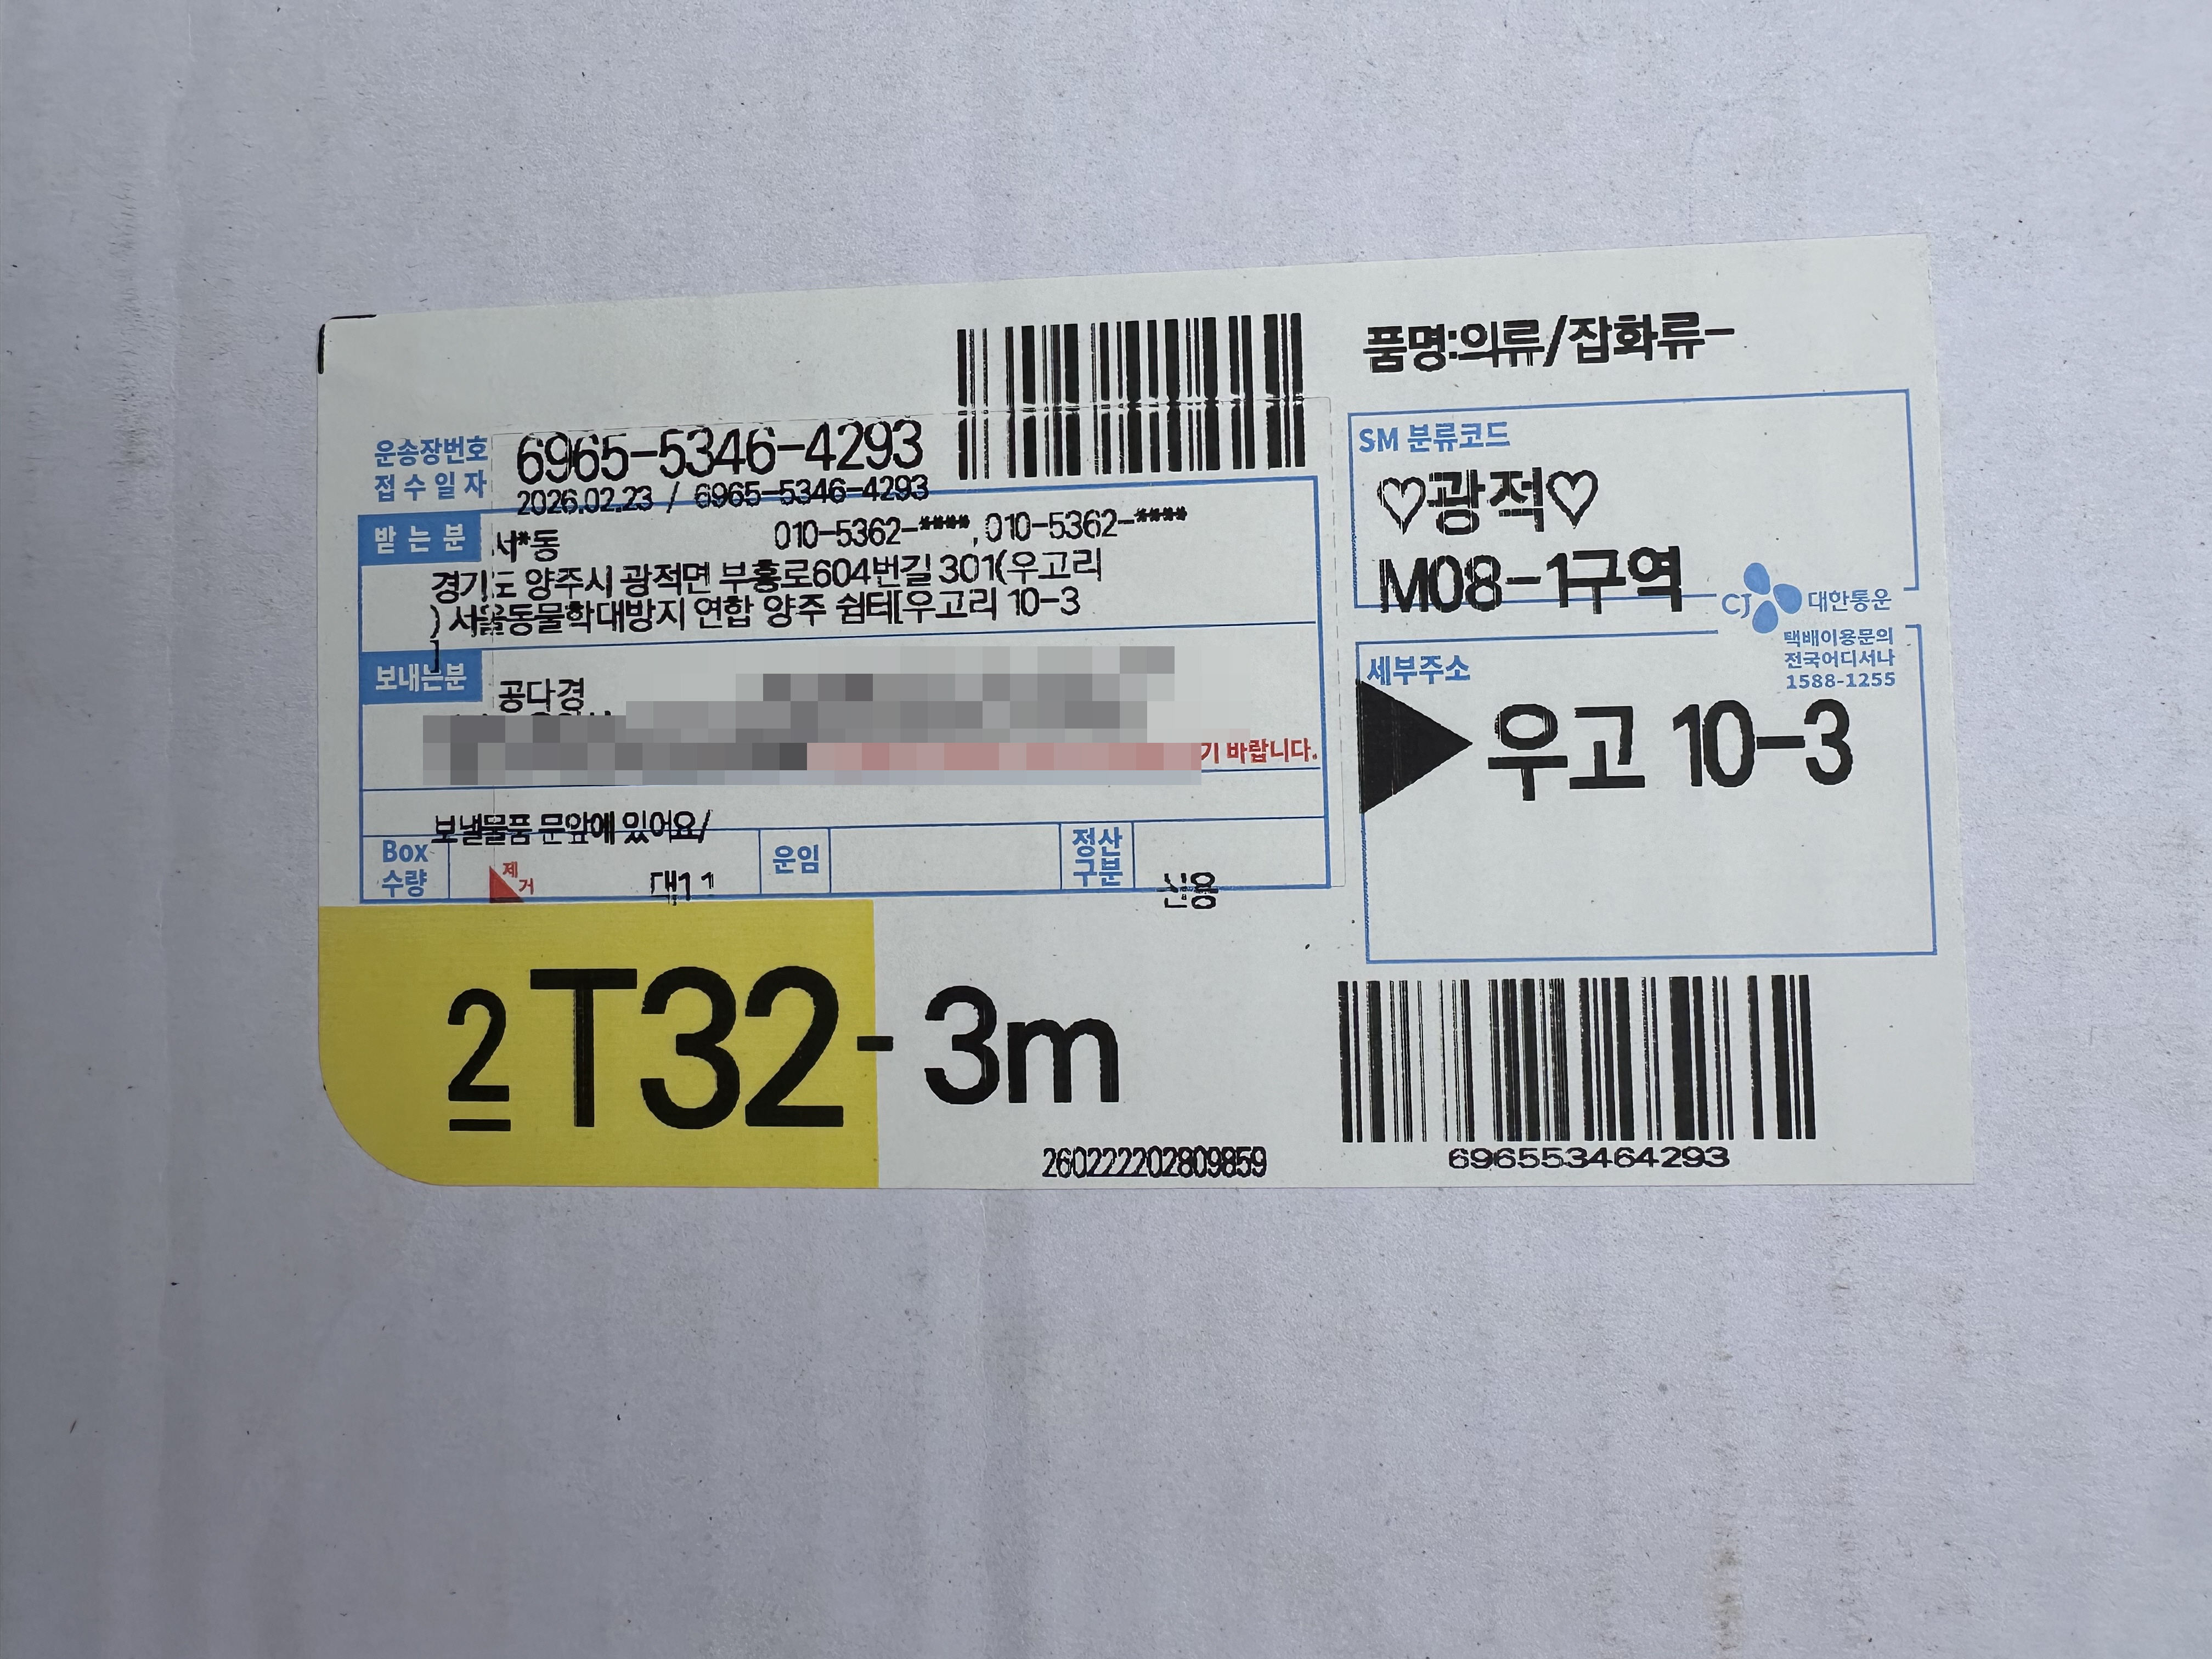 품명:의류/잡화류-
운송장번호 6965-5346-4293
접수일자 2026.02.23 / 6965-5346-4293
받는분 서*동 010-5362-****,010-5362-****
경기도 양주시 광적면 부흥로604번길 301(우고리
) 서울동물학대방지 연합 양주 쉼터[우고리 10-3
]
보내는분 공다경
기 바랍니다.
보낼물품 문앞에 있어요/
Box 수량 제거 대1 1 운임 정산구분 신용
2 T32-3m
260222202809859
SM 분류코드
♡광적♡
M08-1구역
CJ 대한통운
택배이용문의
전국어디서나
1588-1255
세부주소
우고 10-3
696553464293